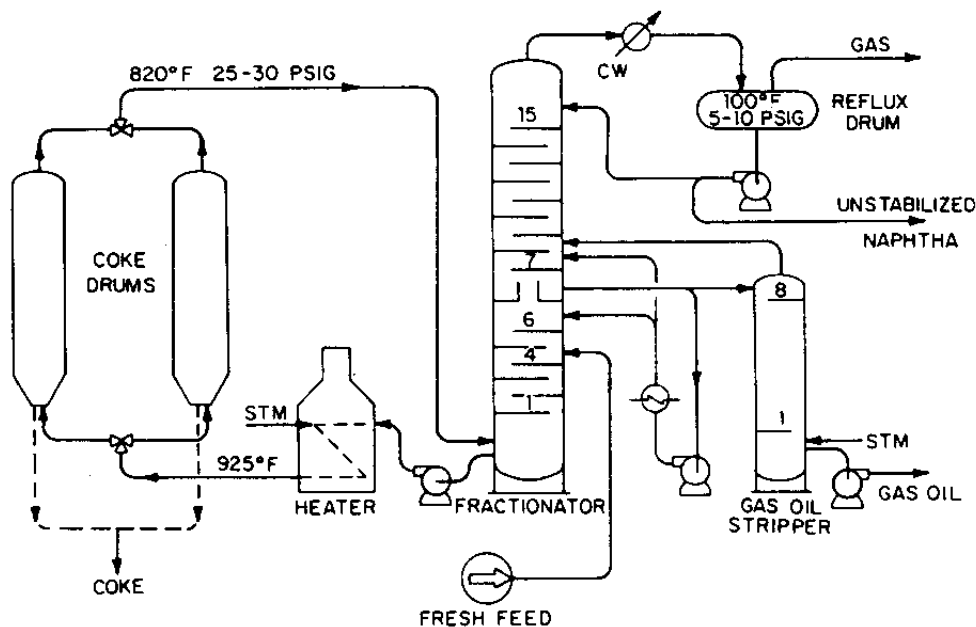 820°F 25-30 PSIG
CW
GAS
100°F
5-10 PSIG
REFLUX
DRUM
15
UNSTABILIZED
NAPHTHA
COKE
DRUMS
7
8
6
4
1
1
STM
STM
925°F
HEATER
FRACTIONATOR
GAS OIL
STRIPPER
GAS OIL
COKE
FRESH FEED